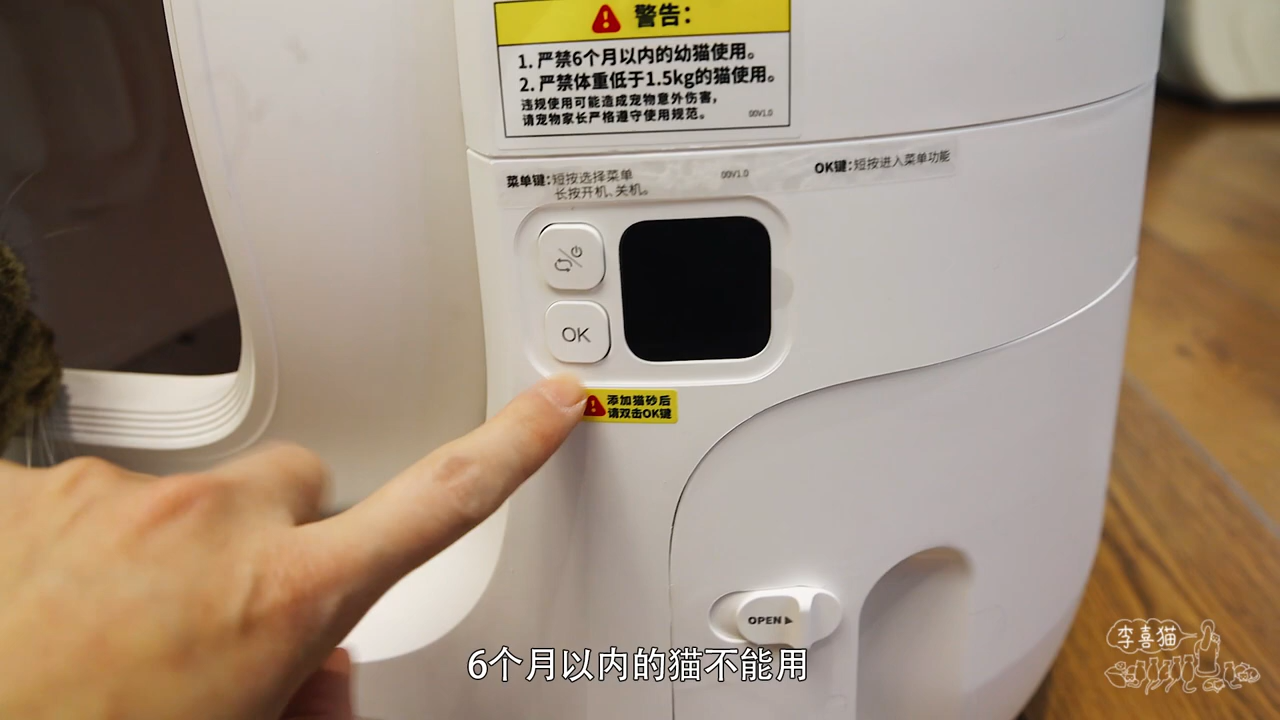 警告：
1. 严禁6个月以内的幼猫使用。
2. 严禁体重低于1.5kg的猫使用。
违规使用可能造成宠物意外伤害，
请宠物家长严格遵守使用规范。
00V1.0
菜单键：短按选择菜单
长按开机、关机。
00V1.0
OK键：短按进入菜单功能
OK
添加猫砂后
请双击OK键
OPEN▶
6个月以内的猫不能用
李喜猫